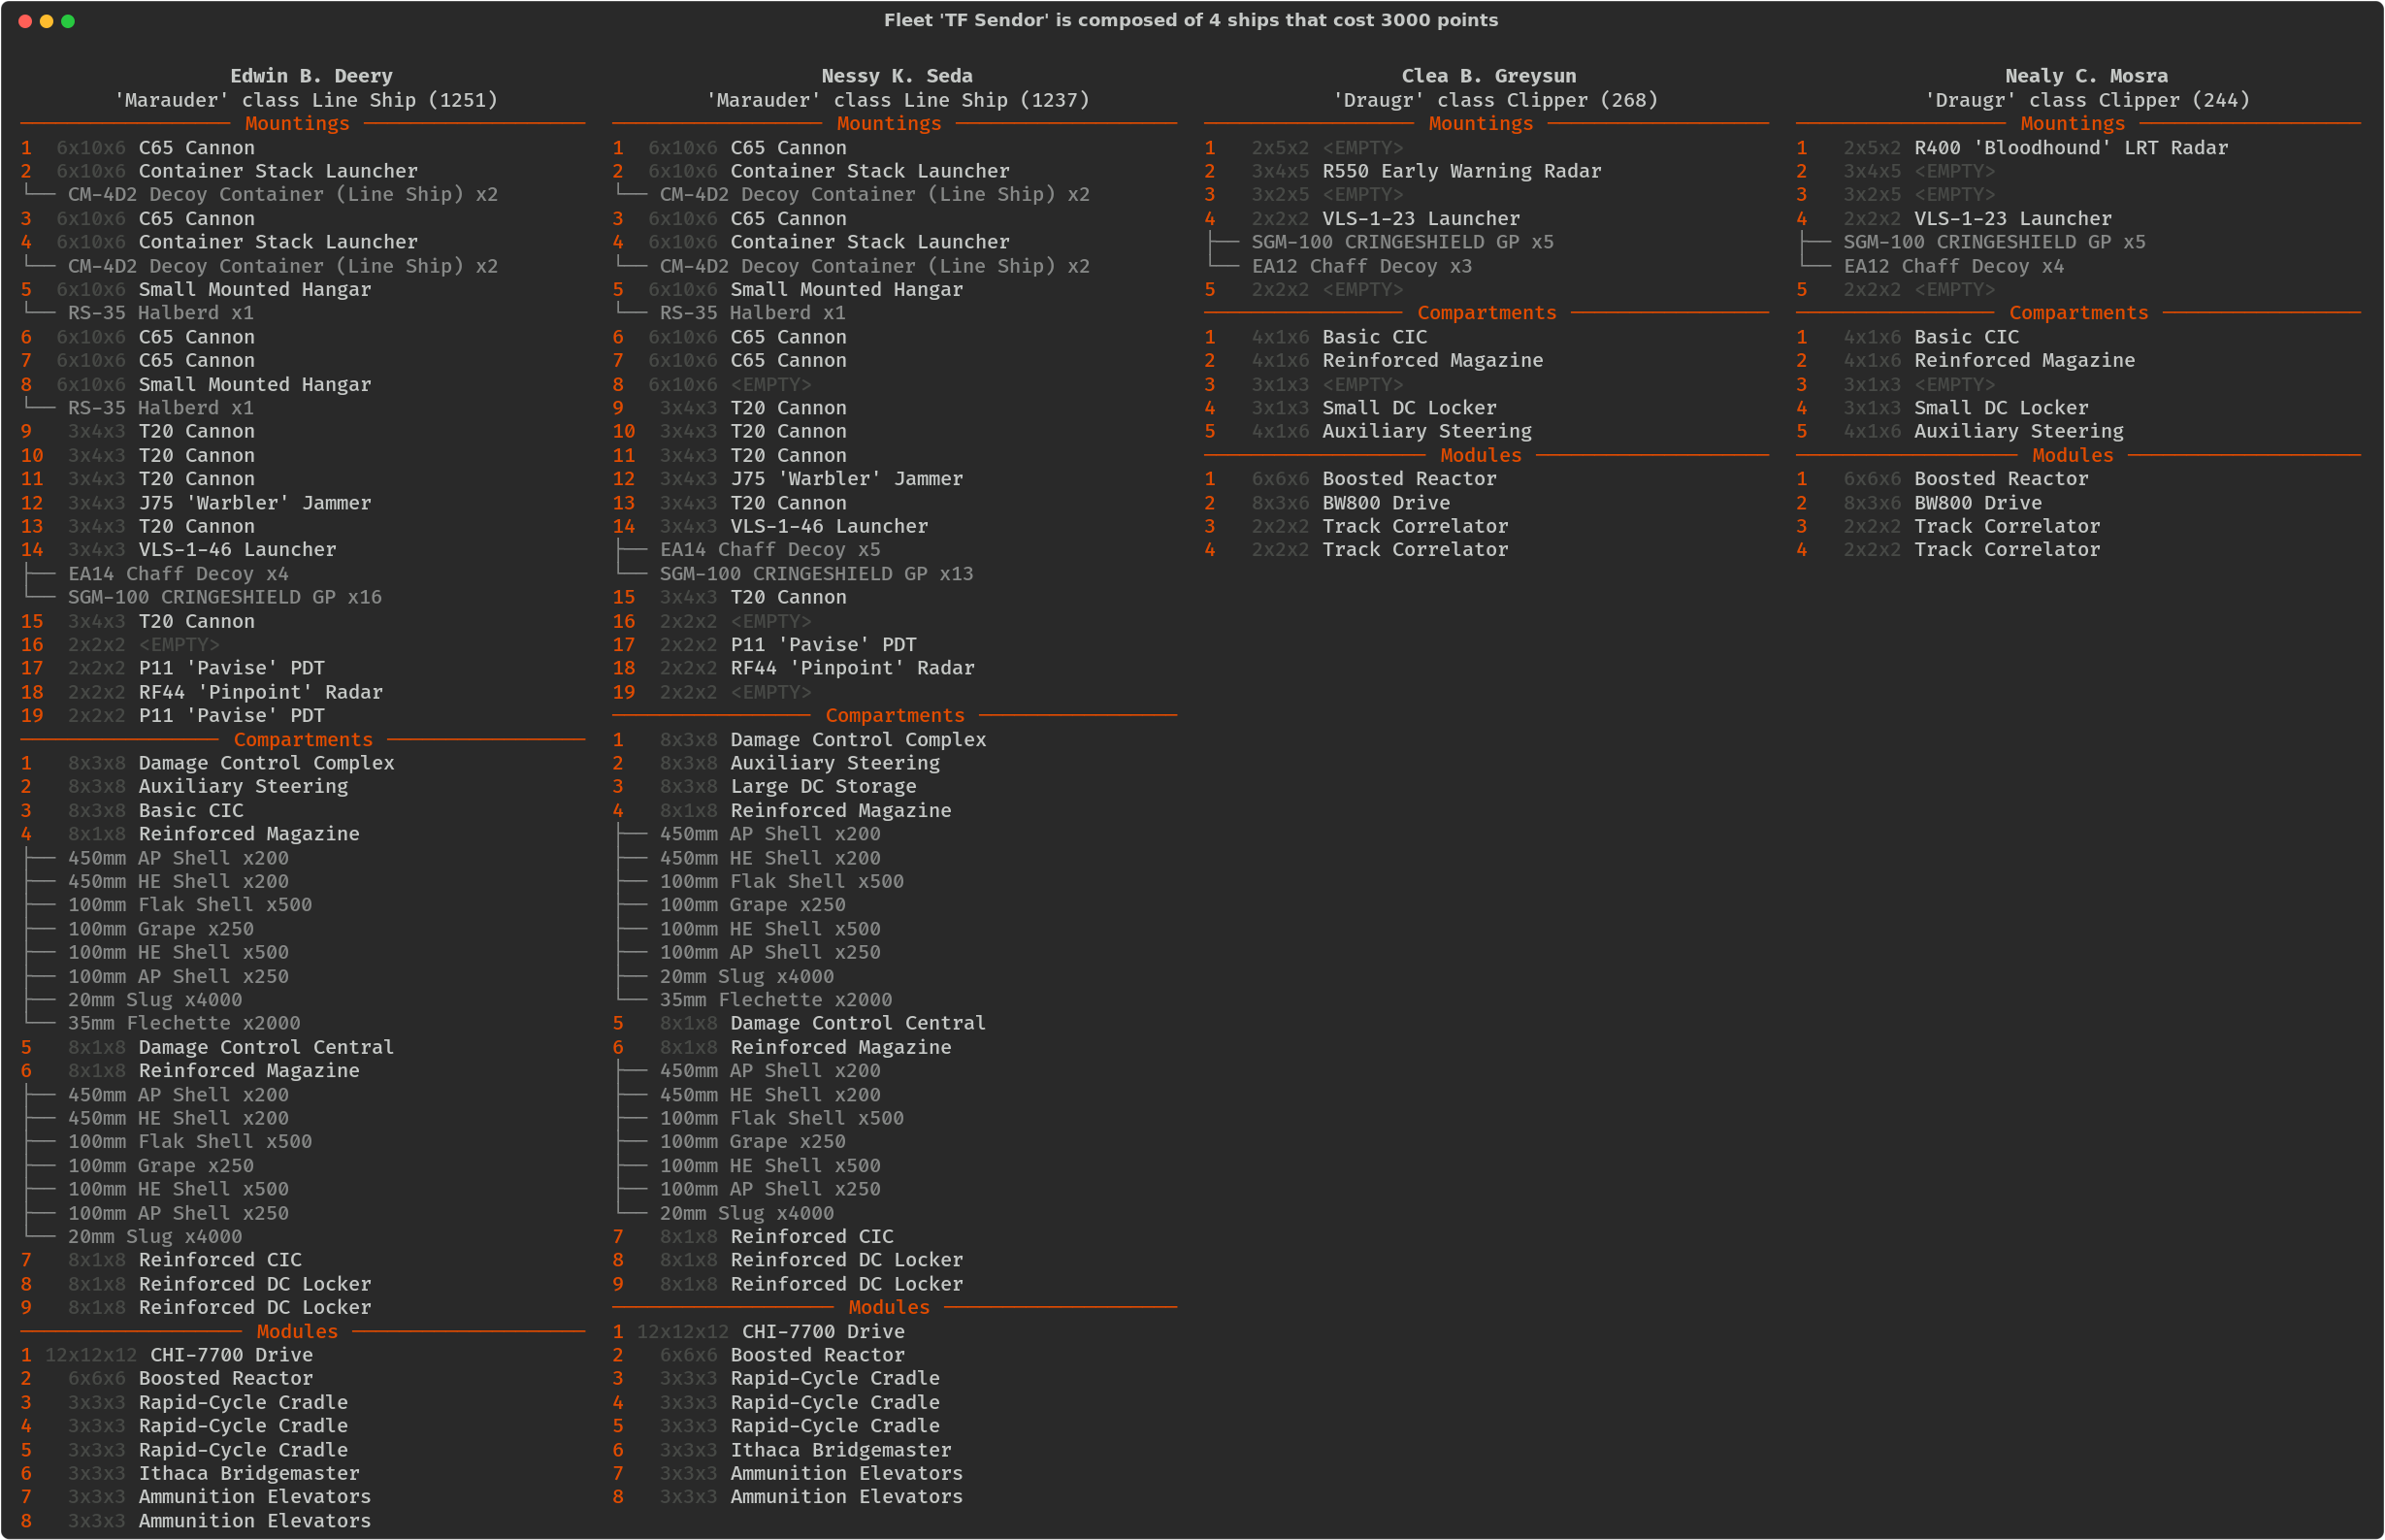 Fleet 'TF Sendor' is composed of 4 ships that cost 3000 points
Edwin B. Deery
'Marauder' class Line Ship (1251)
Mountings
1 6x10x6 C65 Cannon
2 6x10x6 Container Stack Launcher
└── CM-4D2 Decoy Container (Line Ship) x2
3 6x10x6 C65 Cannon
4 6x10x6 Container Stack Launcher
└── CM-4D2 Decoy Container (Line Ship) x2
5 6x10x6 Small Mounted Hangar
└── RS-35 Halberd x1
6 6x10x6 C65 Cannon
7 6x10x6 C65 Cannon
8 6x10x6 Small Mounted Hangar
└── RS-35 Halberd x1
9 3x4x3 T20 Cannon
10 3x4x3 T20 Cannon
11 3x4x3 T20 Cannon
12 3x4x3 J75 'Warbler' Jammer
13 3x4x3 T20 Cannon
14 3x4x3 VLS-1-46 Launcher
├── EA14 Chaff Decoy x4
└── SGM-100 CRINGESHIELD GP x16
15 3x4x3 T20 Cannon
16 2x2x2 <EMPTY>
17 2x2x2 P11 'Pavise' PDT
18 2x2x2 RF44 'Pinpoint' Radar
19 2x2x2 P11 'Pavise' PDT
Compartments
1 8x3x8 Damage Control Complex
2 8x3x8 Auxiliary Steering
3 8x3x8 Basic CIC
4 8x1x8 Reinforced Magazine
├── 450mm AP Shell x200
├── 450mm HE Shell x200
├── 100mm Flak Shell x500
├── 100mm Grape x250
├── 100mm HE Shell x500
├── 100mm AP Shell x250
├── 20mm Slug x4000
└── 35mm Flechette x2000
5 8x1x8 Damage Control Central
6 8x1x8 Reinforced Magazine
├── 450mm AP Shell x200
├── 450mm HE Shell x200
├── 100mm Flak Shell x500
├── 100mm Grape x250
├── 100mm HE Shell x500
├── 100mm AP Shell x250
└── 20mm Slug x4000
7 8x1x8 Reinforced CIC
8 8x1x8 Reinforced DC Locker
9 8x1x8 Reinforced DC Locker
Modules
1 12x12x12 CHI-7700 Drive
2 6x6x6 Boosted Reactor
3 3x3x3 Rapid-Cycle Cradle
4 3x3x3 Rapid-Cycle Cradle
5 3x3x3 Rapid-Cycle Cradle
6 3x3x3 Ithaca Bridgemaster
7 3x3x3 Ammunition Elevators
8 3x3x3 Ammunition Elevators
Nessy K. Seda
'Marauder' class Line Ship (1237)
Mountings
1 6x10x6 C65 Cannon
2 6x10x6 Container Stack Launcher
└── CM-4D2 Decoy Container (Line Ship) x2
3 6x10x6 C65 Cannon
4 6x10x6 Container Stack Launcher
└── CM-4D2 Decoy Container (Line Ship) x2
5 6x10x6 Small Mounted Hangar
└── RS-35 Halberd x1
6 6x10x6 C65 Cannon
7 6x10x6 C65 Cannon
8 6x10x6 <EMPTY>
9 3x4x3 T20 Cannon
10 3x4x3 T20 Cannon
11 3x4x3 T20 Cannon
12 3x4x3 J75 'Warbler' Jammer
13 3x4x3 T20 Cannon
14 3x4x3 VLS-1-46 Launcher
├── EA14 Chaff Decoy x5
└── SGM-100 CRINGESHIELD GP x13
15 3x4x3 T20 Cannon
16 2x2x2 <EMPTY>
17 2x2x2 P11 'Pavise' PDT
18 2x2x2 RF44 'Pinpoint' Radar
19 2x2x2 <EMPTY>
Compartments
1 8x3x8 Damage Control Complex
2 8x3x8 Auxiliary Steering
3 8x3x8 Large DC Storage
4 8x1x8 Reinforced Magazine
├── 450mm AP Shell x200
├── 450mm HE Shell x200
├── 100mm Flak Shell x500
├── 100mm Grape x250
├── 100mm HE Shell x500
├── 100mm AP Shell x250
├── 20mm Slug x4000
└── 35mm Flechette x2000
5 8x1x8 Damage Control Central
6 8x1x8 Reinforced Magazine
├── 450mm AP Shell x200
├── 450mm HE Shell x200
├── 100mm Flak Shell x500
├── 100mm Grape x250
├── 100mm HE Shell x500
├── 100mm AP Shell x250
└── 20mm Slug x4000
7 8x1x8 Reinforced CIC
8 8x1x8 Reinforced DC Locker
9 8x1x8 Reinforced DC Locker
Modules
1 12x12x12 CHI-7700 Drive
2 6x6x6 Boosted Reactor
3 3x3x3 Rapid-Cycle Cradle
4 3x3x3 Rapid-Cycle Cradle
5 3x3x3 Rapid-Cycle Cradle
6 3x3x3 Ithaca Bridgemaster
7 3x3x3 Ammunition Elevators
8 3x3x3 Ammunition Elevators
Clea B. Greysun
'Draugr' class Clipper (268)
Mountings
1 2x5x2 <EMPTY>
2 3x4x5 R550 Early Warning Radar
3 3x2x5 <EMPTY>
4 2x2x2 VLS-1-23 Launcher
├── SGM-100 CRINGESHIELD GP x5
└── EA12 Chaff Decoy x3
5 2x2x2 <EMPTY>
Compartments
1 4x1x6 Basic CIC
2 4x1x6 Reinforced Magazine
3 3x1x3 <EMPTY>
4 3x1x3 Small DC Locker
5 4x1x6 Auxiliary Steering
Modules
1 6x6x6 Boosted Reactor
2 8x3x6 BW800 Drive
3 2x2x2 Track Correlator
4 2x2x2 Track Correlator
Nealy C. Mosra
'Draugr' class Clipper (244)
Mountings
1 2x5x2 R400 'Bloodhound' LRT Radar
2 3x4x5 <EMPTY>
3 3x2x5 <EMPTY>
4 2x2x2 VLS-1-23 Launcher
├── SGM-100 CRINGESHIELD GP x5
└── EA12 Chaff Decoy x4
5 2x2x2 <EMPTY>
Compartments
1 4x1x6 Basic CIC
2 4x1x6 Reinforced Magazine
3 3x1x3 <EMPTY>
4 3x1x3 Small DC Locker
5 4x1x6 Auxiliary Steering
Modules
1 6x6x6 Boosted Reactor
2 8x3x6 BW800 Drive
3 2x2x2 Track Correlator
4 2x2x2 Track Correlator